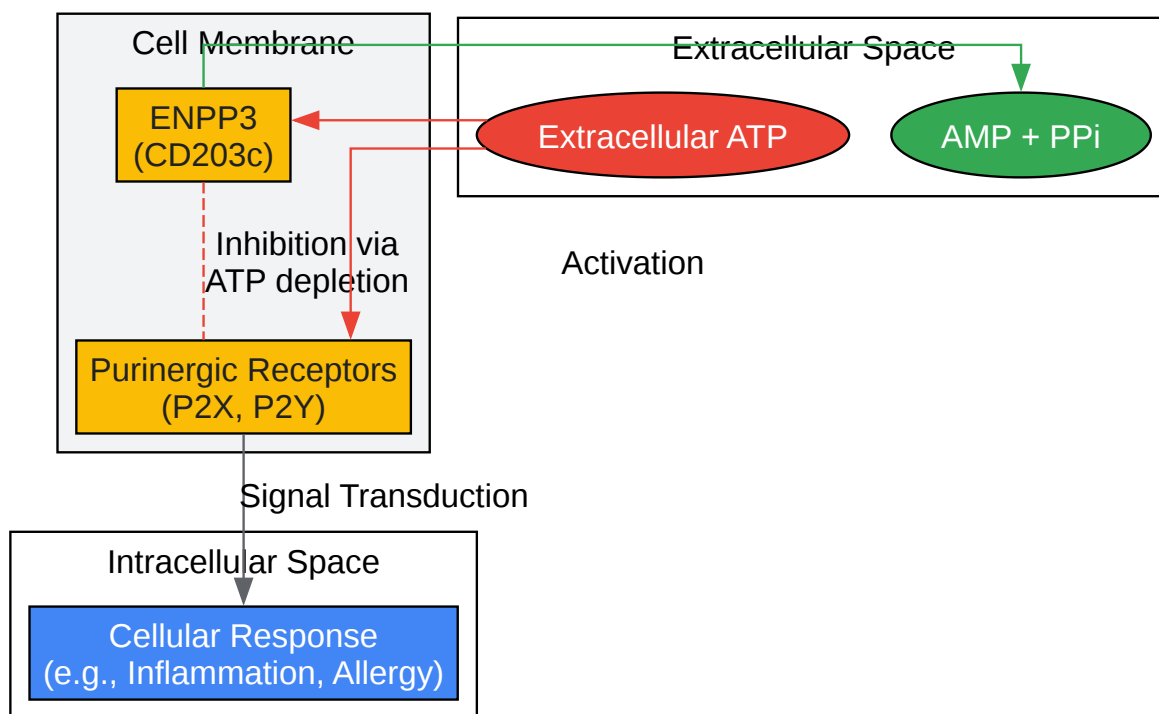 Cell Membrane
Extracellular Space
ENPP3
(CD203c)
Extracellular ATP
AMP + PPi
Inhibition via
ATP depletion
Activation
Purinergic Receptors
(P2X, P2Y)
Signal Transduction
Intracellular Space
Cellular Response
(e.g., Inflammation, Allergy)